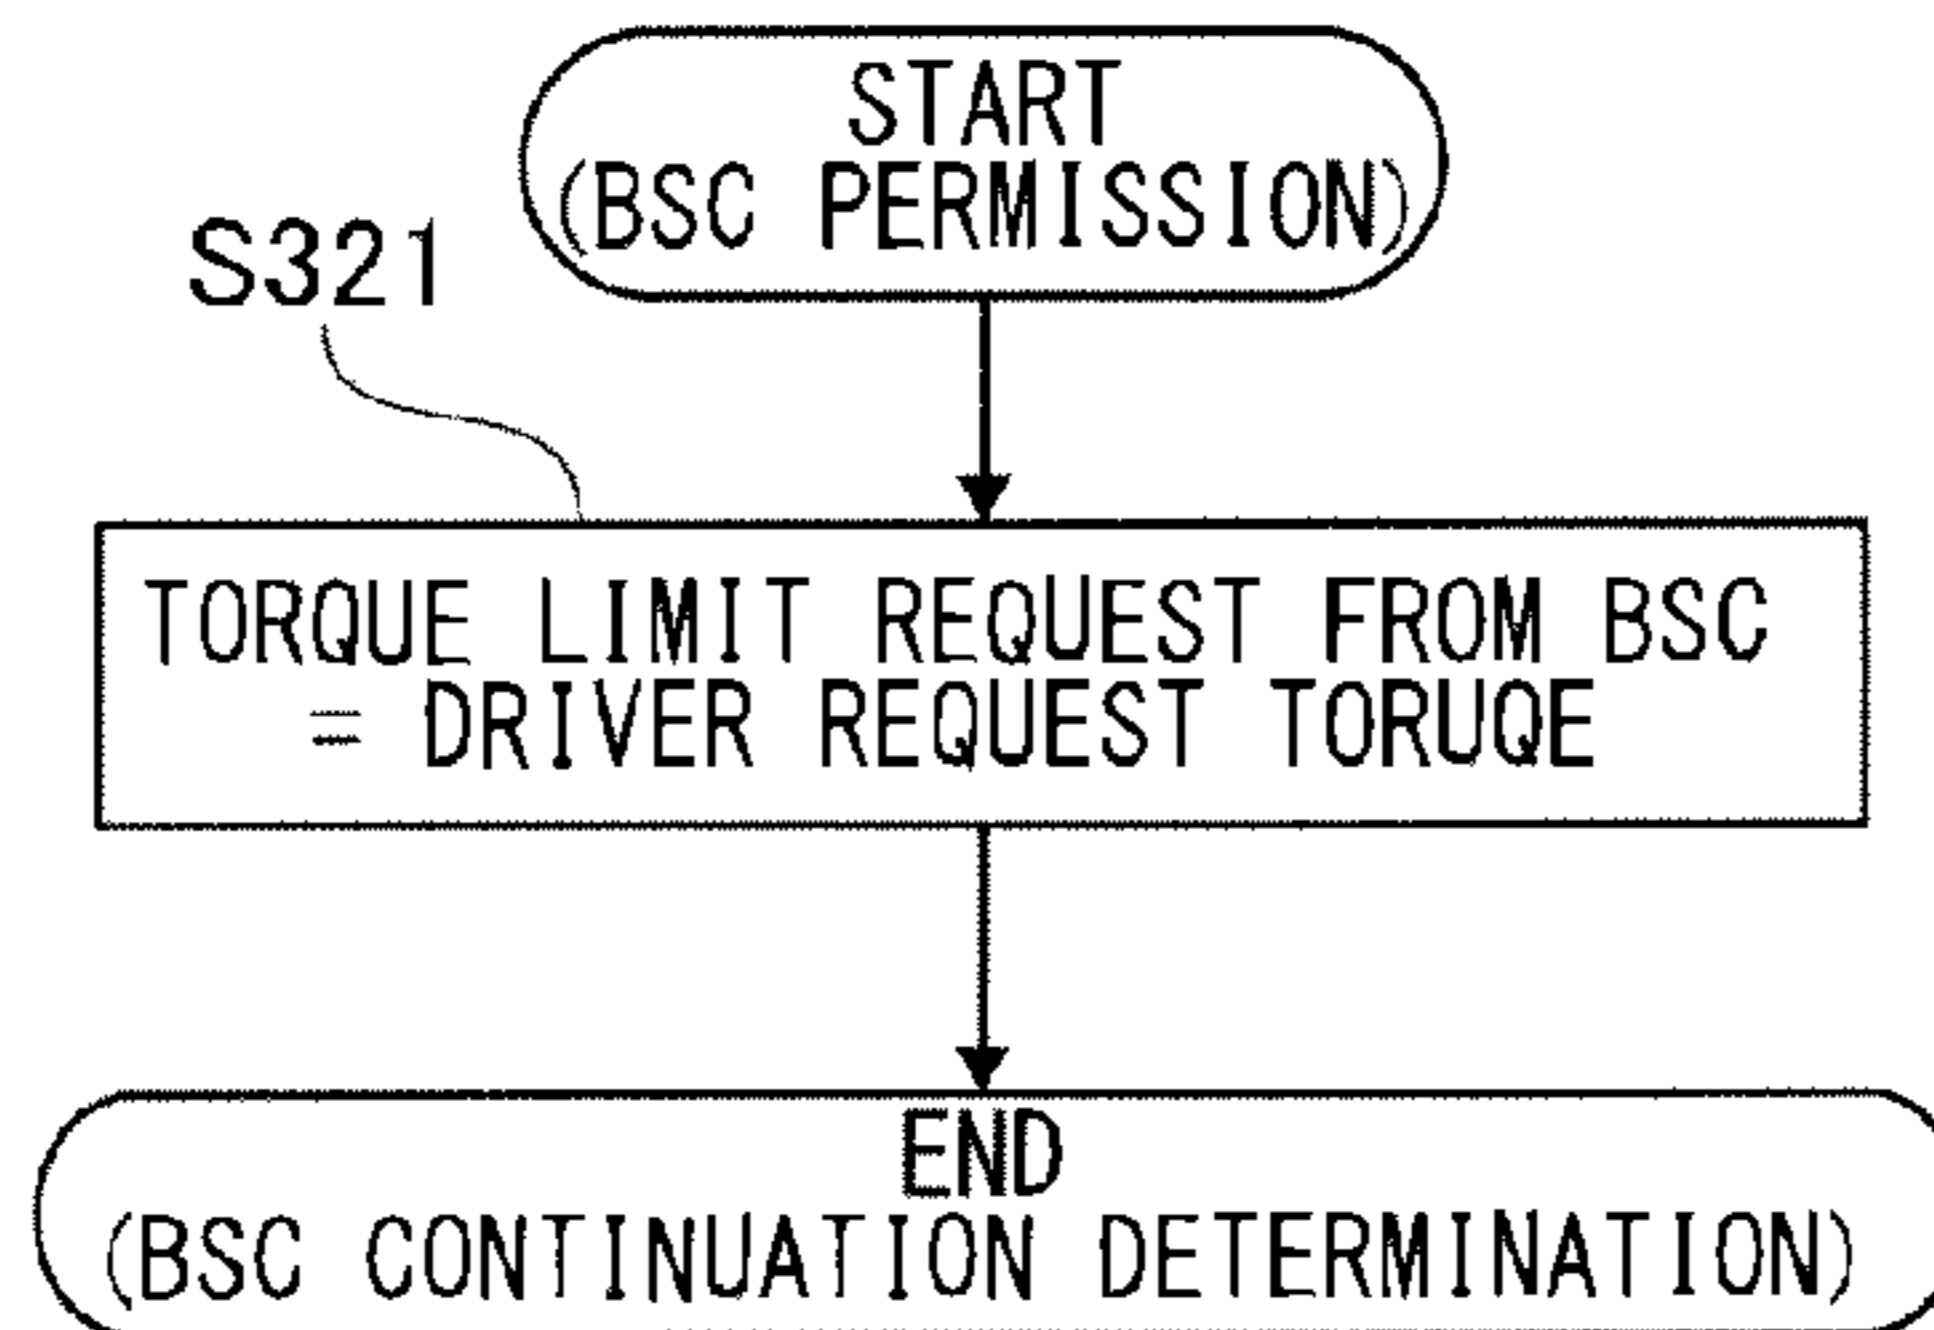 START
(BSC PERMISSION)
S321
TORQUE LIMIT REQUEST FROM BSC
= DRIVER REQUEST TORUQE
END
(BSC CONTINUATION DETERMINATION)